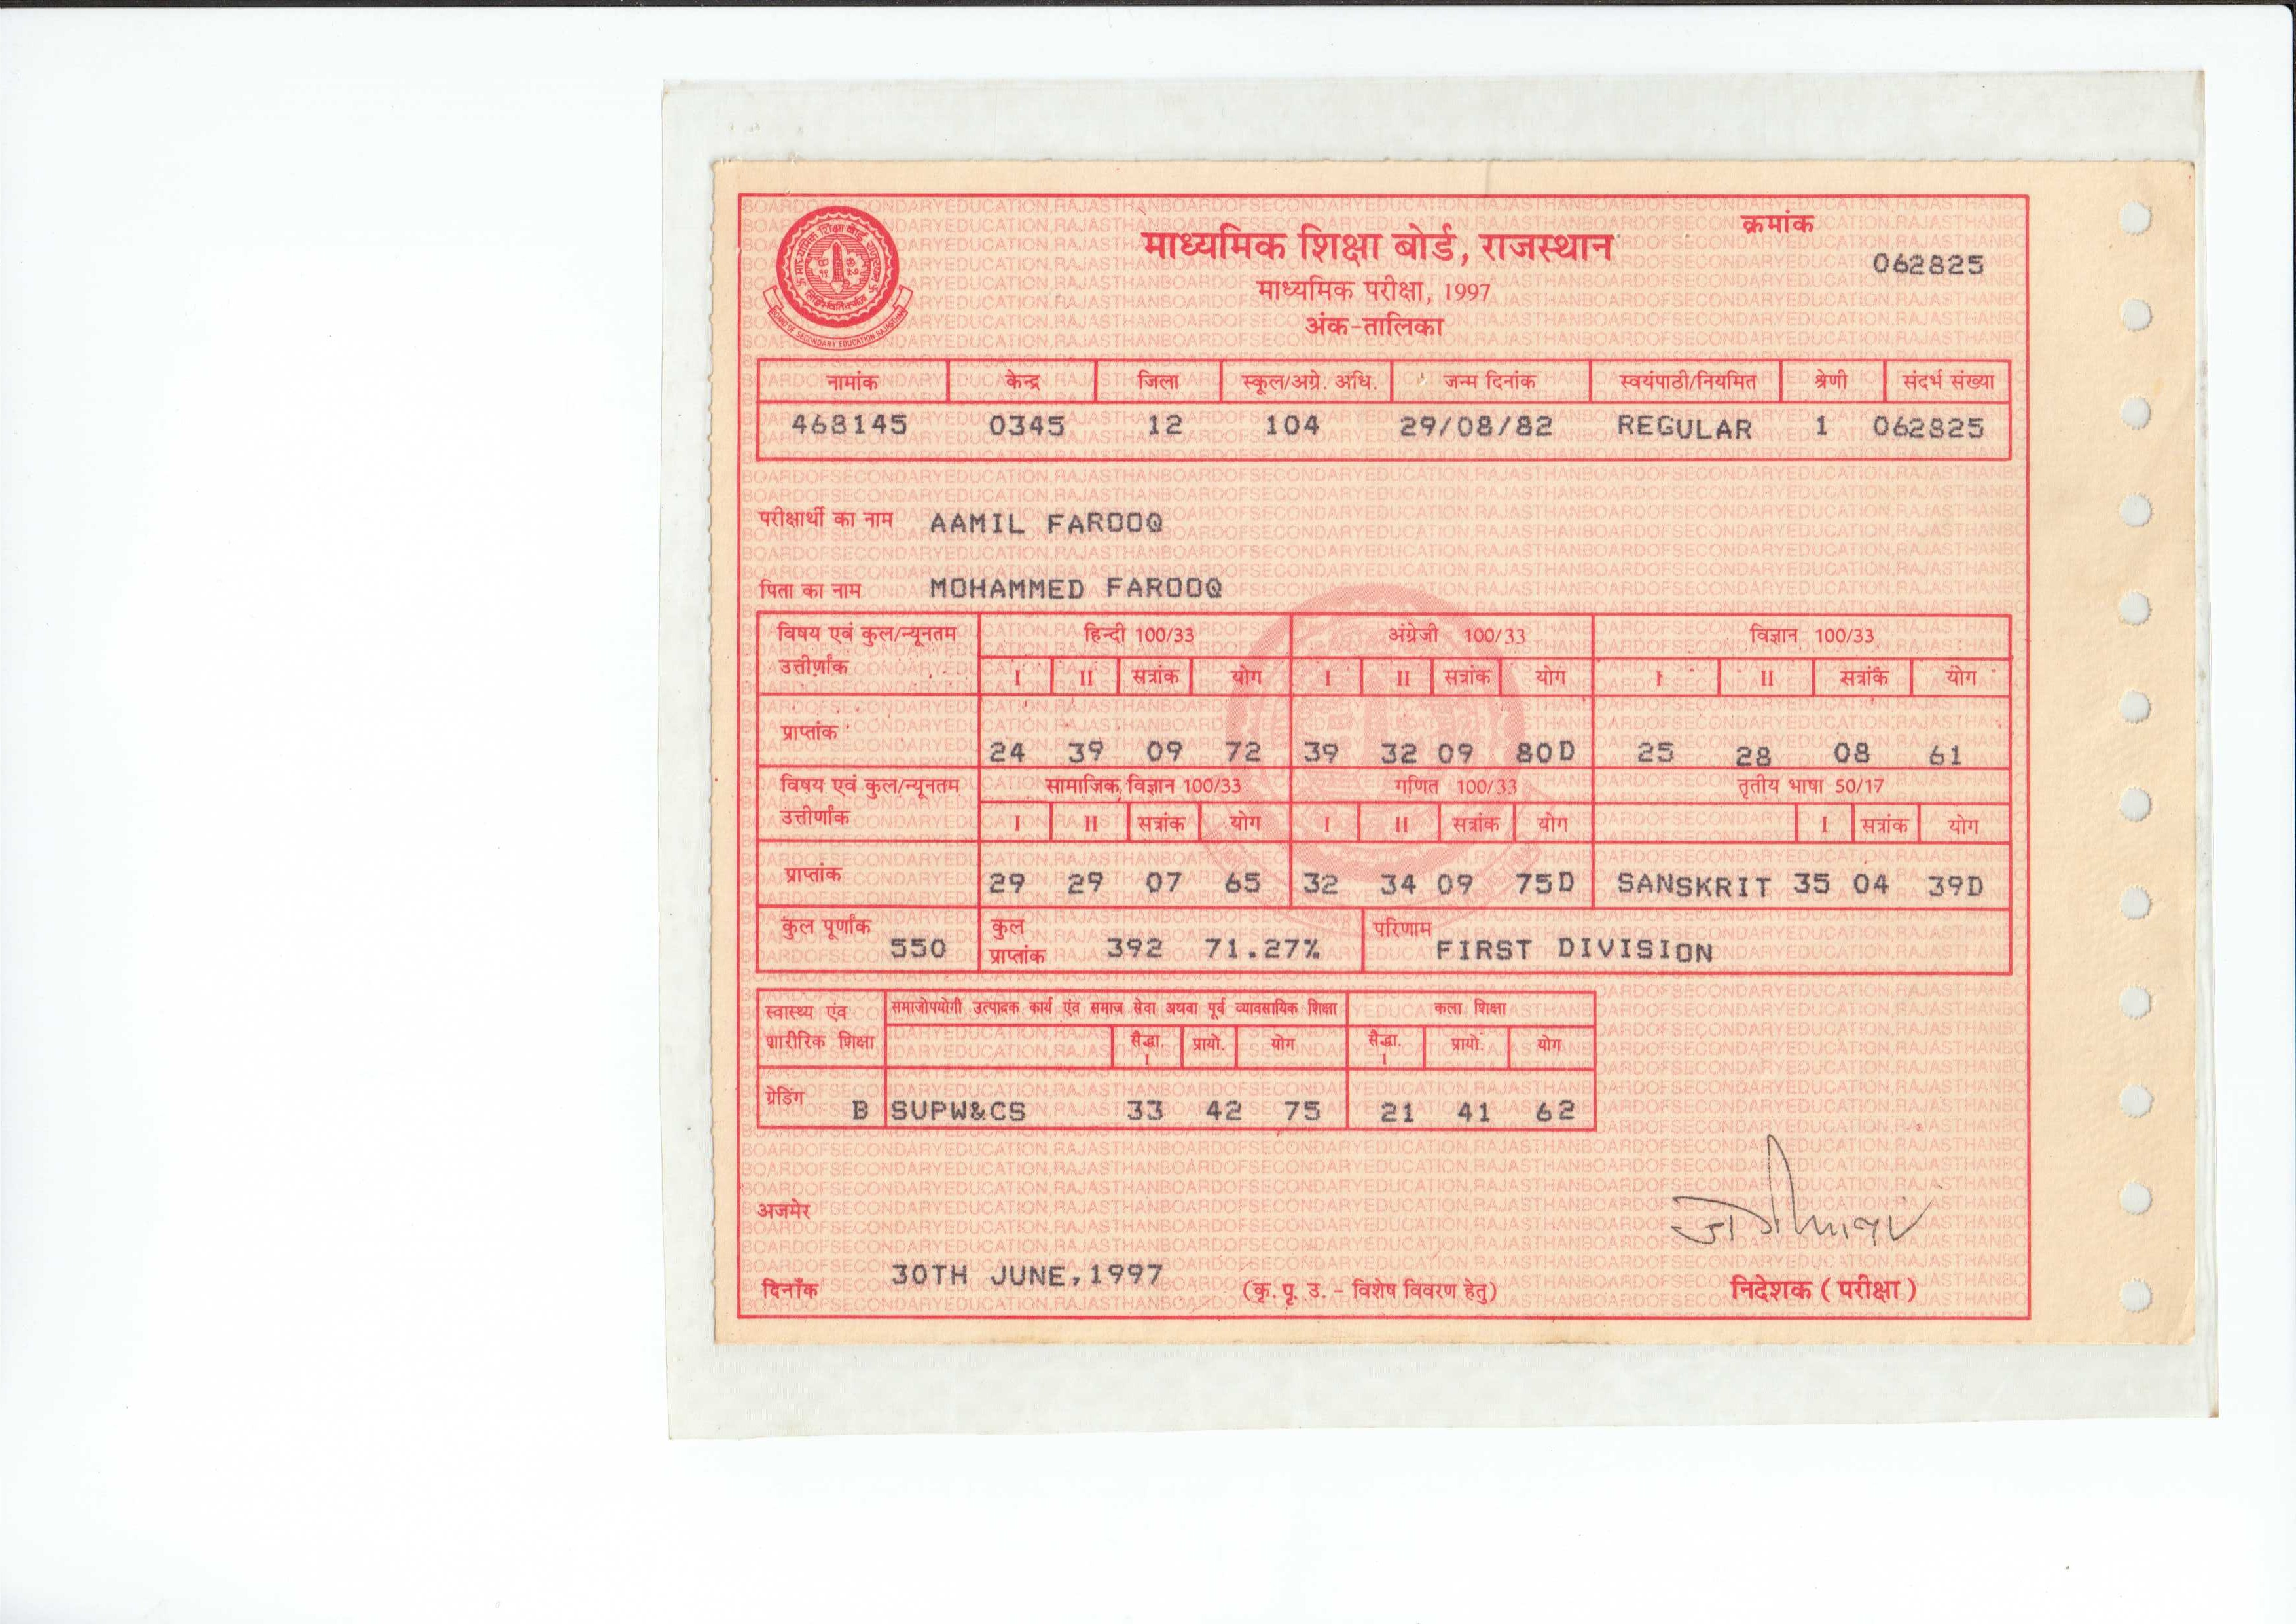 माध्यमिक शिक्षा बोर्ड, राजस्थान
क्रमांक
062825
माध्यमिक परीक्षा, 1997
अंक-तालिका
BOARD OF SECONDARY EDUCATION RAJASTHAN
नामांक केन्द्र जिला स्कूल/अग्रे. अधि. जन्म दिनांक स्वयंपाठी/नियमित श्रेणी संदर्भ संख्या
468145 0345 12 104 29/08/82 REGULAR 1 062825
परीक्षार्थी का नाम AAMIL FAROOQ
पिता का नाम MOHAMMED FAROOQ
विषय एवं कुल/न्यूनतम हिन्दी 100/33 अंग्रेजी 100/33 विज्ञान 100/33
उत्तीर्णांक I II सत्रांक योग I II सत्रांक योग I II सत्रांक योग
प्राप्तांक 24 39 09 72 39 32 09 80D 25 28 08 61
विषय एवं कुल/न्यूनतम सामाजिक विज्ञान 100/33 गणित 100/33 तृतीय भाषा 50/17
उत्तीर्णांक I II सत्रांक योग I II सत्रांक योग I सत्रांक योग
प्राप्तांक 29 29 07 65 32 34 09 75D SANSKRIT 35 04 39D
कुल पूर्णांक 550 कुल प्राप्तांक 392 71.27% परिणाम FIRST DIVISION
स्वास्थ्य एंव समाजोपयोगी उत्पादक कार्य एंव समाज सेवा अथवा पूर्व व्यावसायिक शिक्षा कला शिक्षा
शारीरिक शिक्षा सैद्धा. I प्रायो. योग सैद्धा. I प्रायो. योग
ग्रेडिंग B SUPW&CS 33 42 75 21 41 62
अजमेर
दिनाँक 30TH JUNE,1997 (कृ. पृ. उ. - विशेष विवरण हेतु) निदेशक ( परीक्षा )